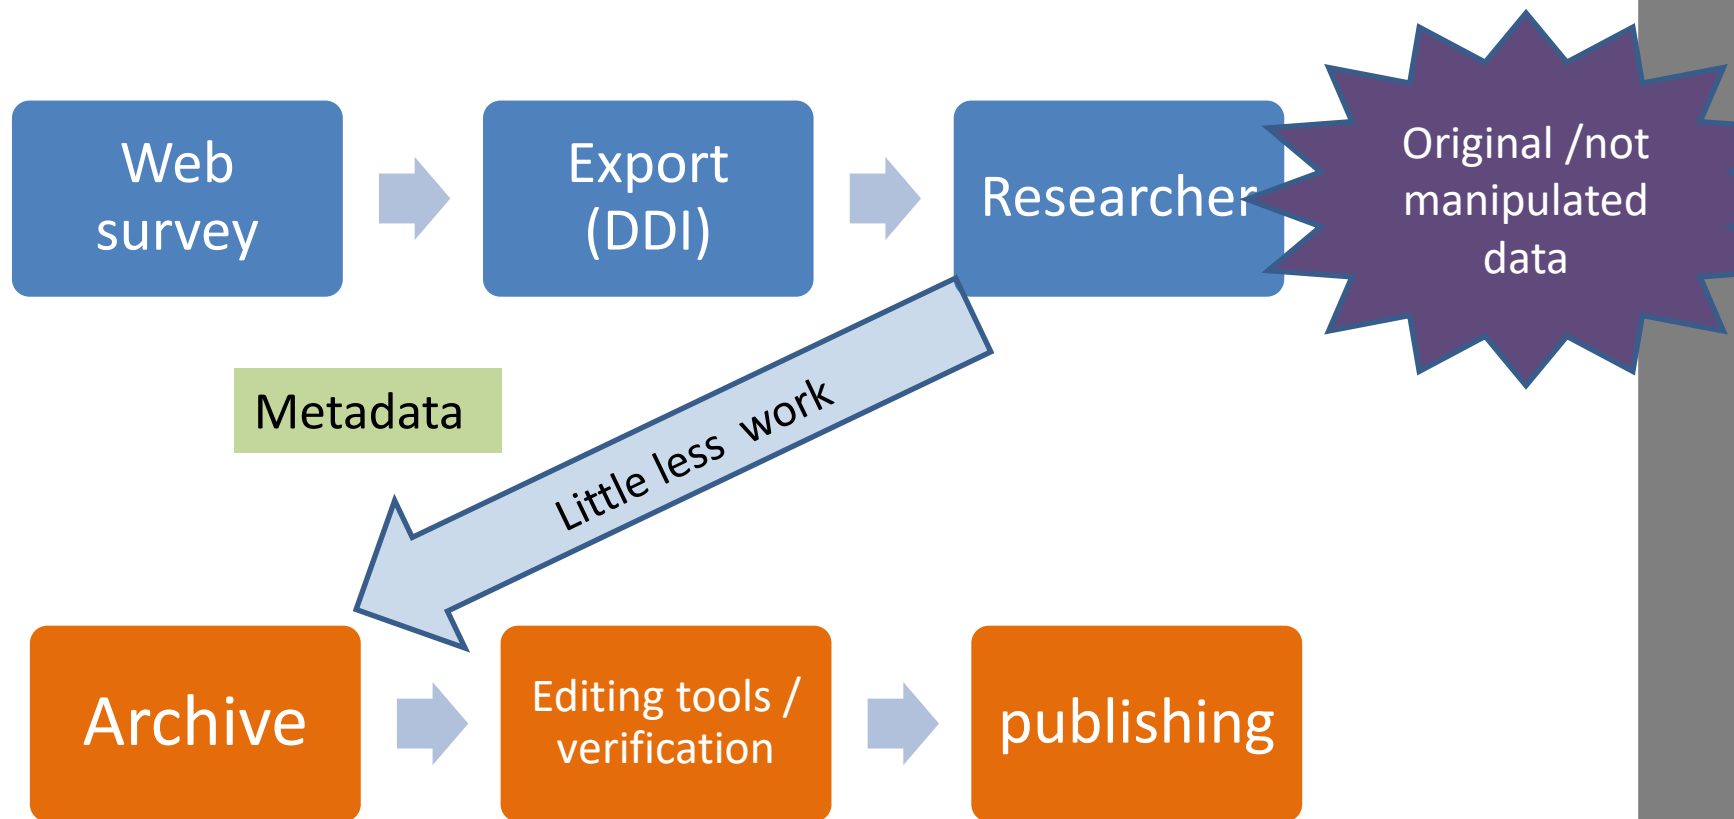 Web
survey
Export
(DDI)
Researcher
Original /not
manipulated
data
Metadata
Little less work
Archive
Editing tools /
verification
publishing